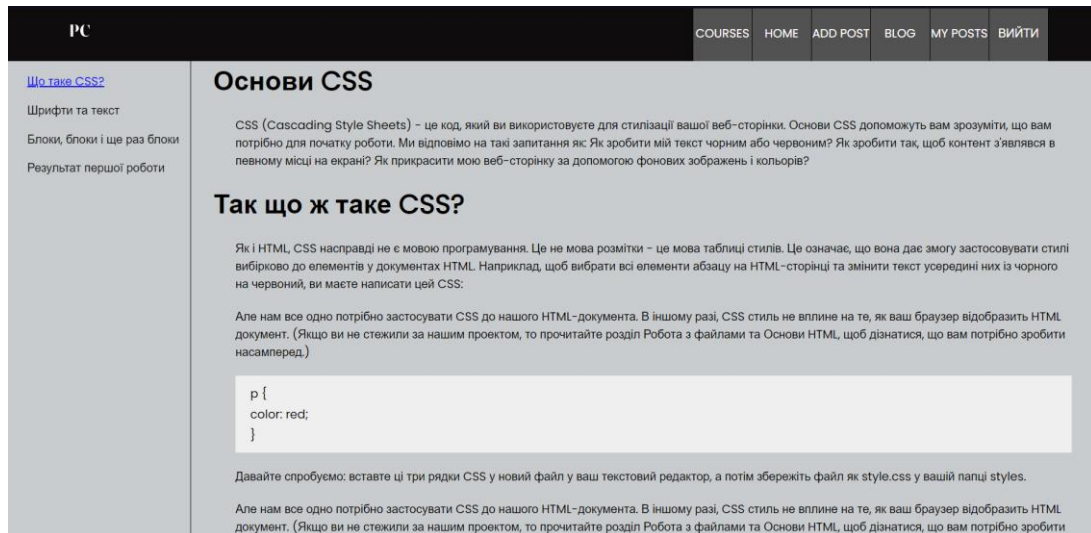 PC
COURSES HOME ADD POST BLOG MY POSTS ВИЙТИ
Що таке CSS?
Шрифти та текст
Блоки, блоки і ще раз блоки
Результат першої роботи
Основи CSS
CSS (Cascading Style Sheets) - це код, який ви використовуєте для стилізації вашої веб-сторінки. Основи CSS допоможуть вам зрозуміти, що вам
потрібно для початку роботи. Ми відповімо на такі запитання як: Як зробити мій текст чорним або червоним? Як зробити так, щоб контент з'являвся в
певному місці на екрані? Як прикрасити мою веб-сторінку за допомогою фонових зображень і кольорів?
Так що ж таке CSS?
Як і HTML, CSS насправді не є мовою програмування. Це не мова розмітки - це мова таблиці стилів. Це означає, що вона дає змогу застосовувати стилі
вибірково до елементів у документах HTML. Наприклад, щоб вибрати всі елементи абзацу на HTML-сторінці та змінити текст усередині них із чорного
на червоний, ви маєте написати цей CSS:
Але нам все одно потрібно застосувати CSS до нашого HTML-документа. В іншому разі, CSS стиль не вплине на те, як ваш браузер відобразить HTML
документ. (Якщо ви не стежили за нашим проектом, то прочитайте розділ Робота з файлами та Основи HTML, щоб дізнатися, що вам потрібно зробити
насамперед.)
p {
color: red;
}
Давайте спробуємо: вставте ці три рядки CSS у новий файл у ваш текстовий редактор, а потім збережіть файл як style.css у вашій папці styles.
Але нам все одно потрібно застосувати CSS до нашого HTML-документа. В іншому разі, CSS стиль не вплине на те, як ваш браузер відобразить HTML
документ. (Якщо ви не стежили за нашим проектом, то прочитайте розділ Робота з файлами та Основи HTML, щоб дізнатися, що вам потрібно зробити